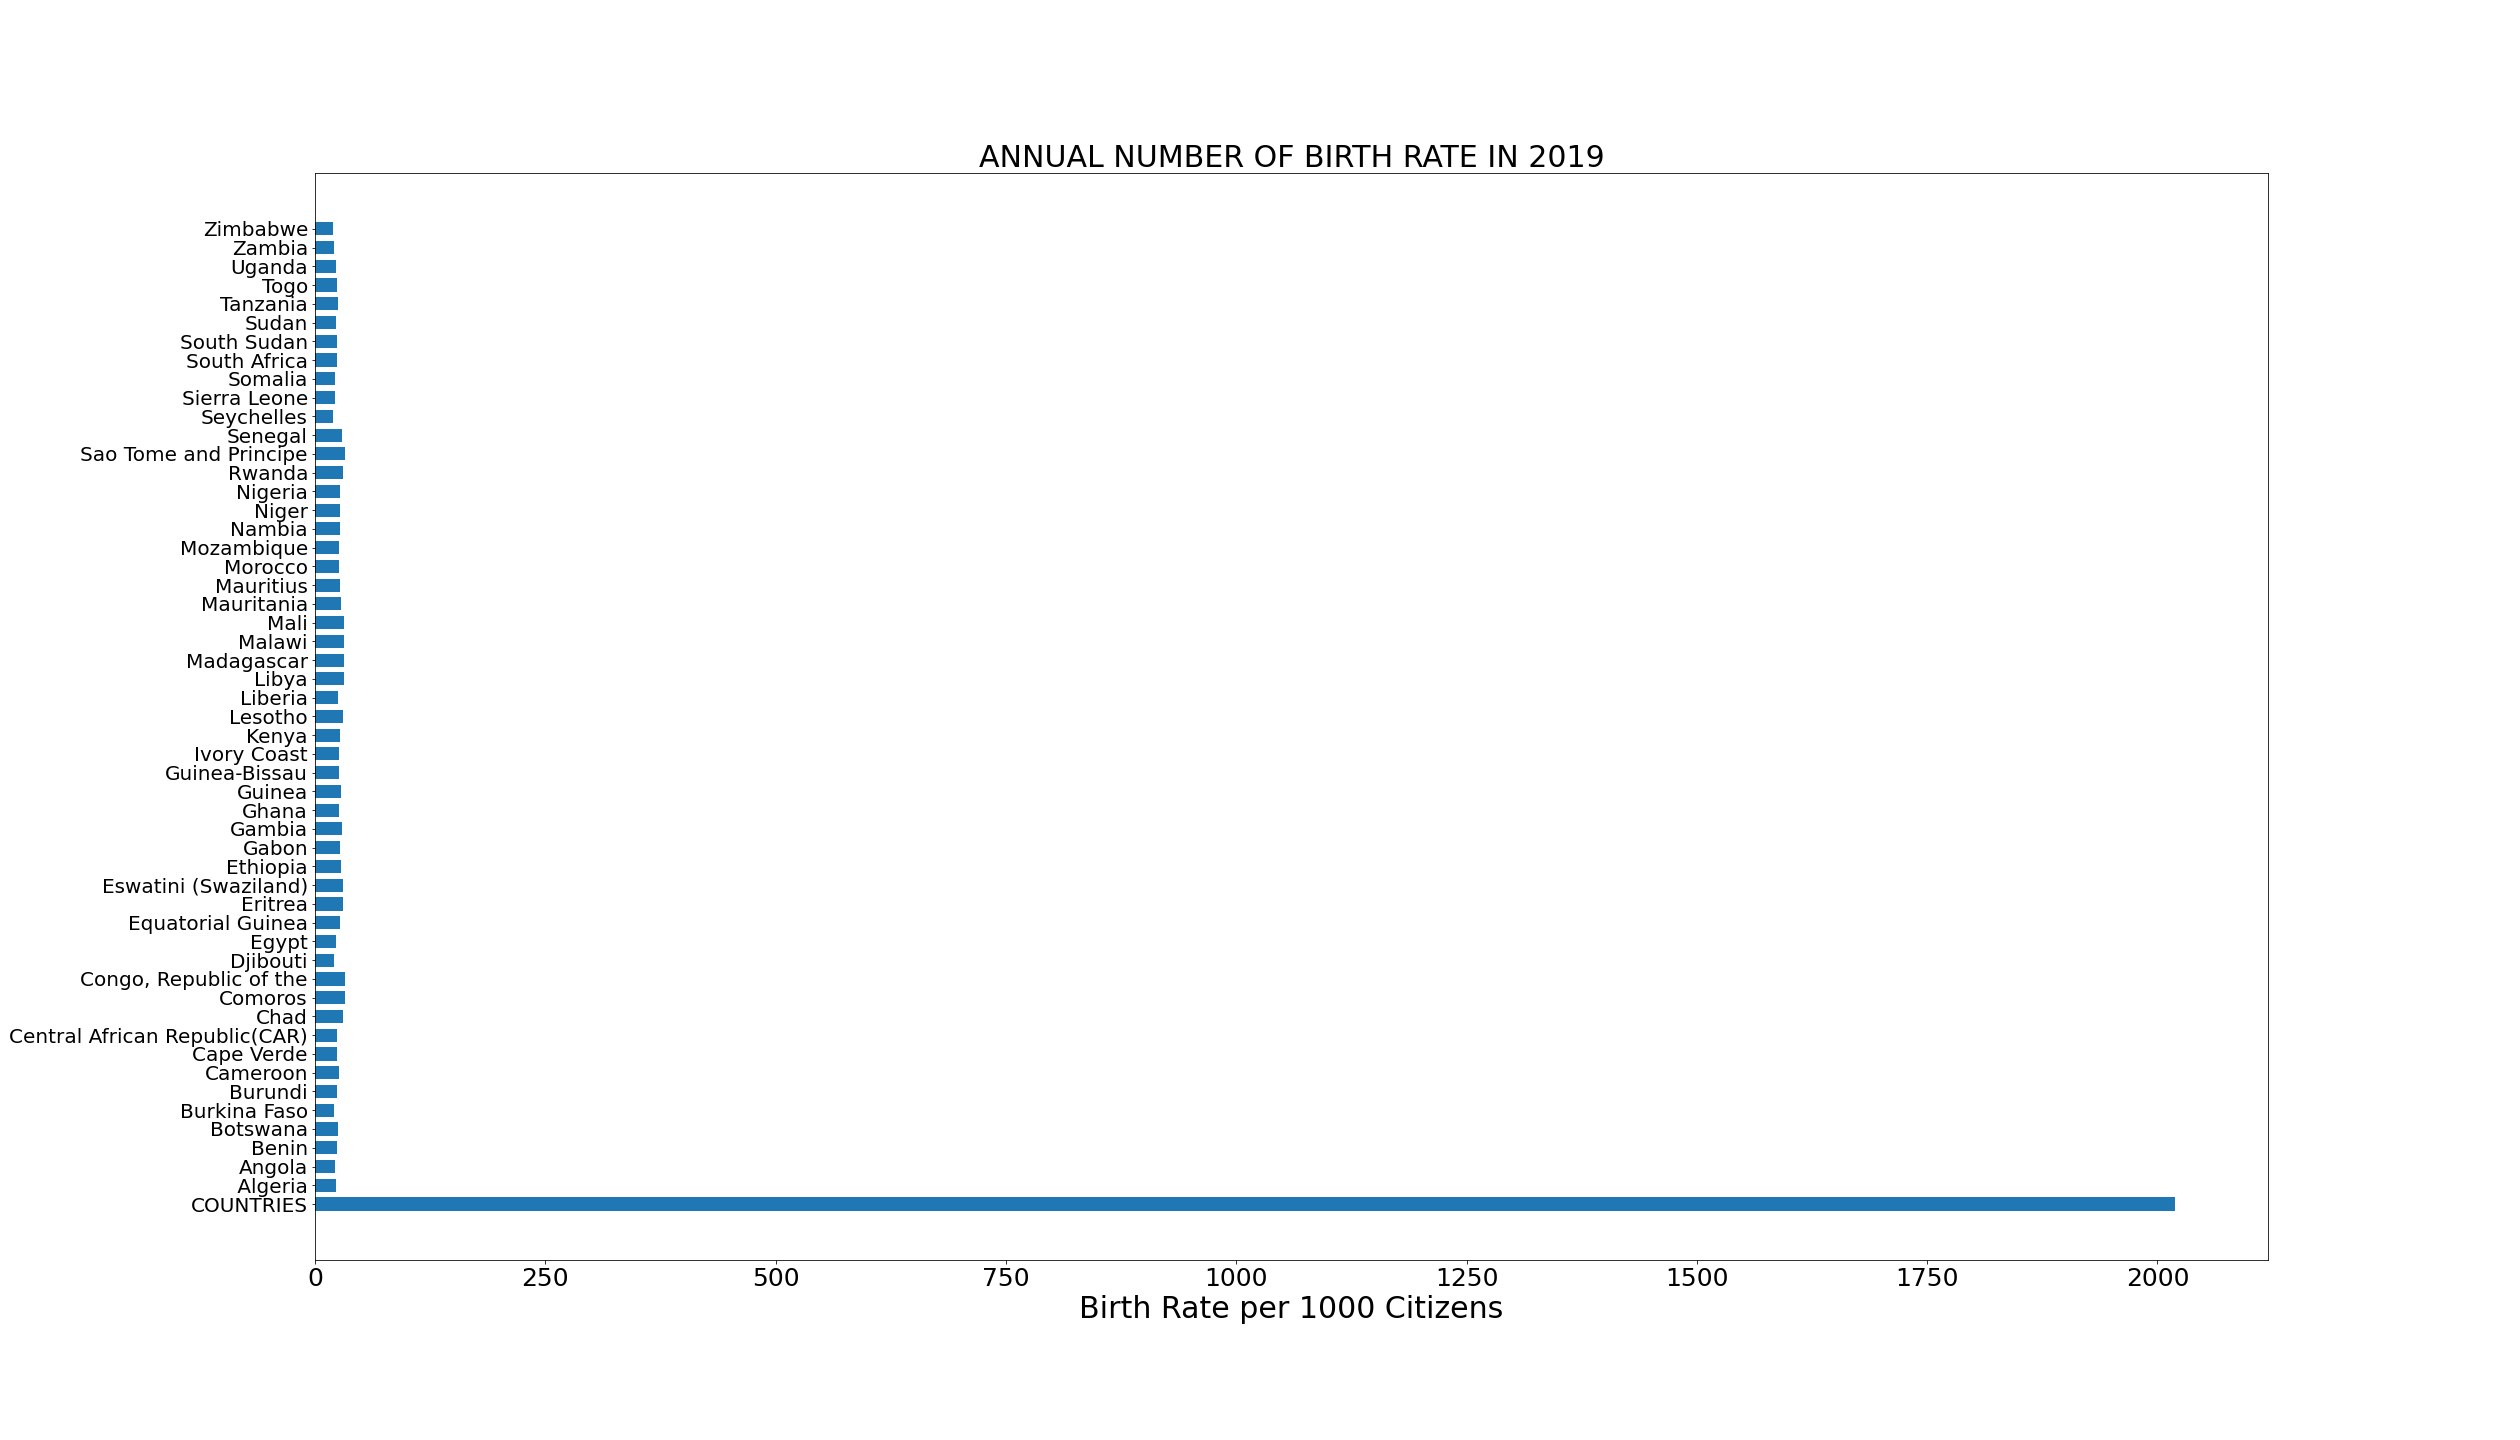 ANNUAL NUMBER OF BIRTH RATE IN 2019
Zimbabwe
Zambia
Uganda
Togo
Tanzania
Sudan
South Sudan
South Africa
Somalia
Sierra Leone
Seychelles
Senegal
Sao Tome and Principe
Rwanda
Nigeria
Niger
Nambia
Mozambique
Morocco
Mauritius
Mauritania
Mali
Malawi
Madagascar
Libya
Liberia
Lesotho
Kenya
Ivory Coast
Guinea-Bissau
Guinea
Ghana
Gambia
Gabon
Ethiopia
Eswatini (Swaziland)
Eritrea
Equatorial Guinea
Egypt
Djibouti
Congo, Republic of the
Comoros
Chad
Central African Republic(CAR)
Cape Verde
Cameroon
Burundi
Burkina Faso
Botswana
Benin
Angola
Algeria
COUNTRIES
0 250 500 750 1000 1250 1500 1750 2000
Birth Rate per 1000 Citizens